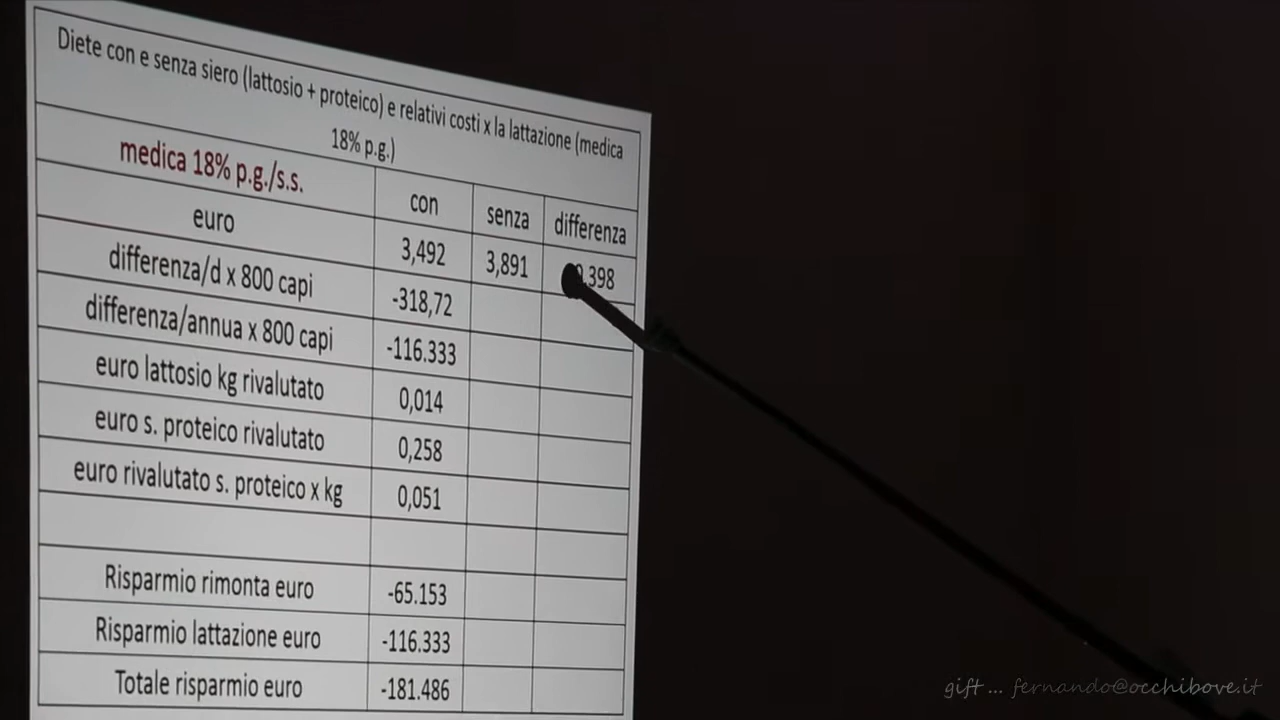 Diete con e senza siero (lattosio + proteico) e relativi costi x la lattazione (medica
18% p.g.)
medica 18% p.g./s.s. con senza differenza
euro 3,492 3,891 ,398
differenza/d x 800 capi -318,72
differenza/annua x 800 capi -116.333
euro lattosio kg rivalutato 0,014
euro s. proteico rivalutato 0,258
euro rivalutato s. proteico x kg 0,051
Risparmio rimonta euro -65.153
Risparmio lattazione euro -116.333
Totale risparmio euro -181.486
gift ... fernando@occhibove.it